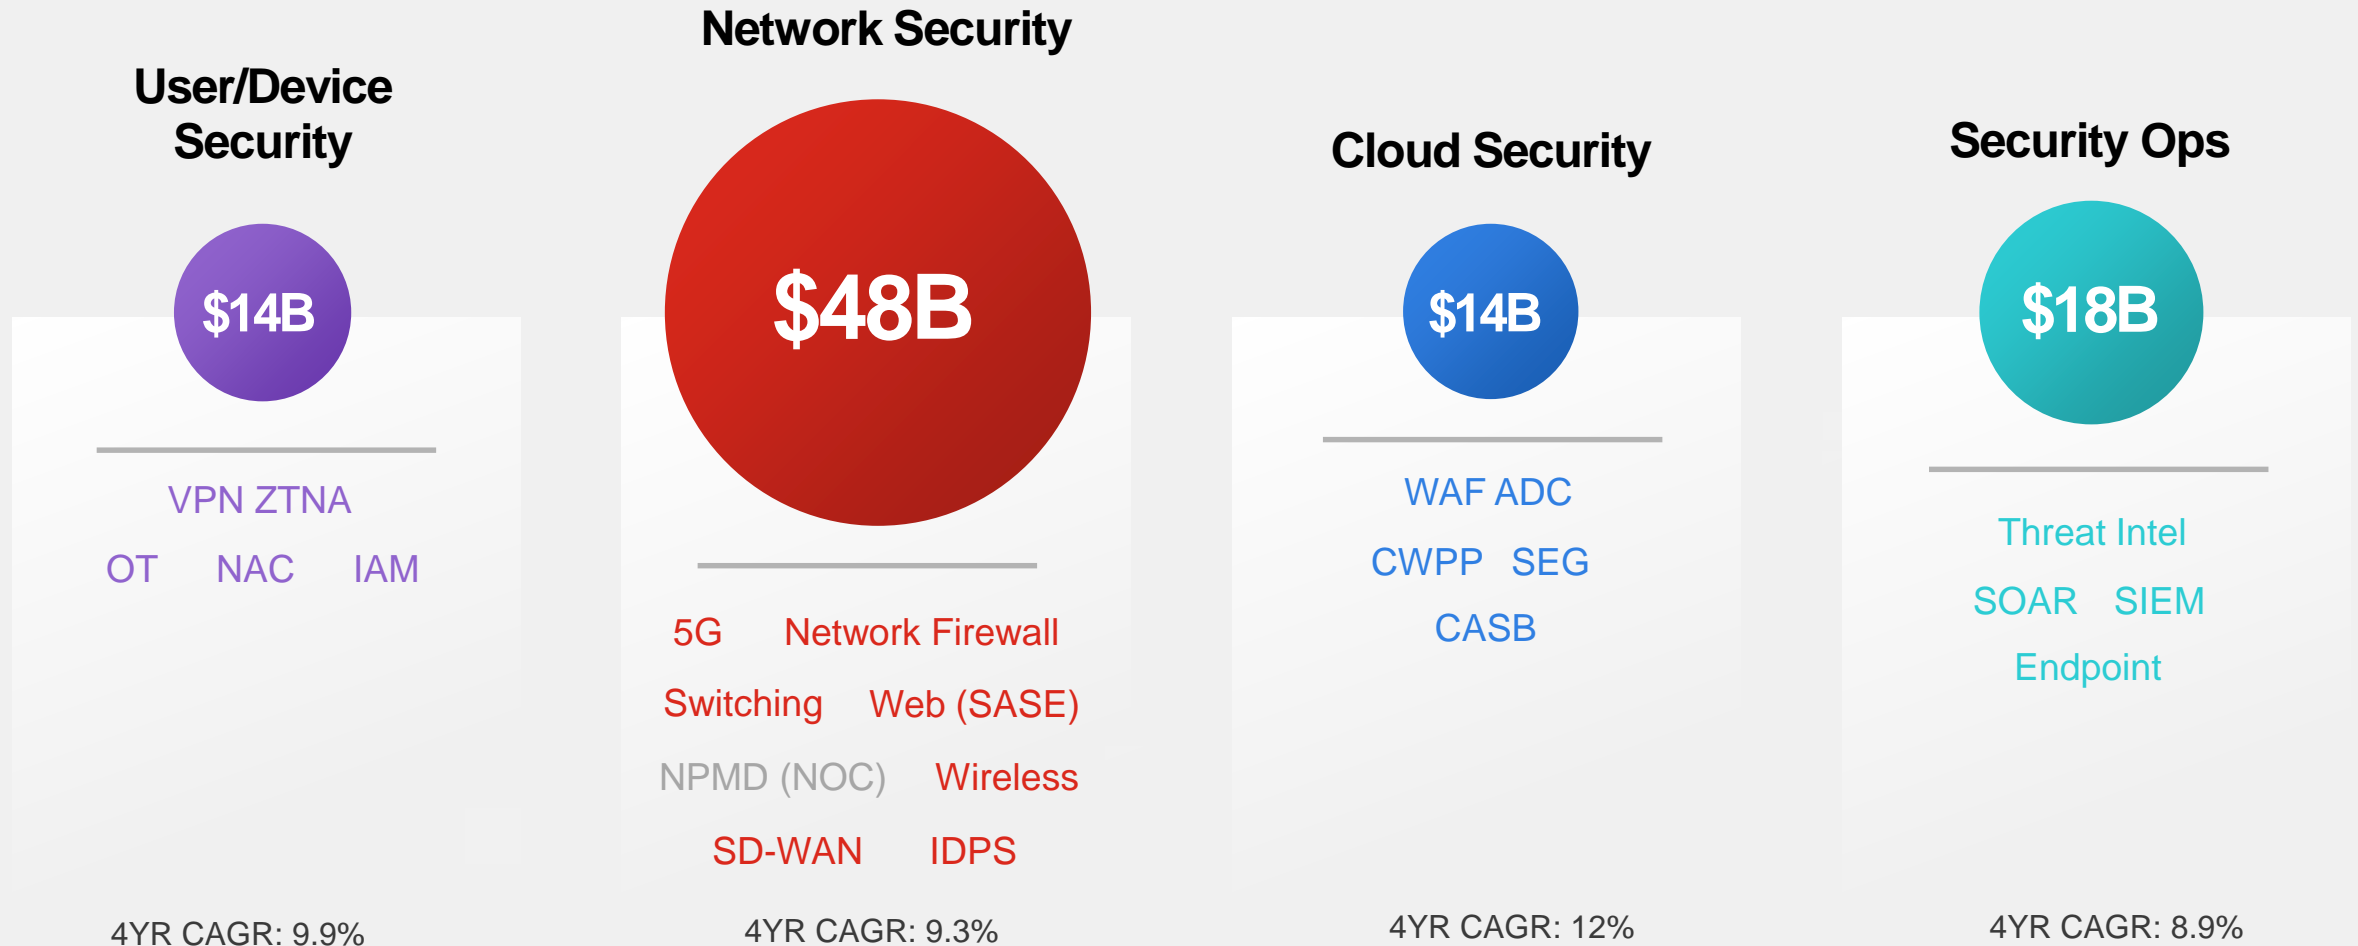 User/Device
Security
$14B
VPN ZTNA
OT NAC IAM
4YR CAGR: 9.9%
Network Security
$48B
5G Network Firewall
Switching Web (SASE)
NPMD (NOC) Wireless
SD-WAN IDPS
4YR CAGR: 9.3%
Cloud Security
$14B
WAF ADC
CWPP SEG
CASB
4YR CAGR: 12%
Security Ops
$18B
Threat Intel
SOAR SIEM
Endpoint
4YR CAGR: 8.9%